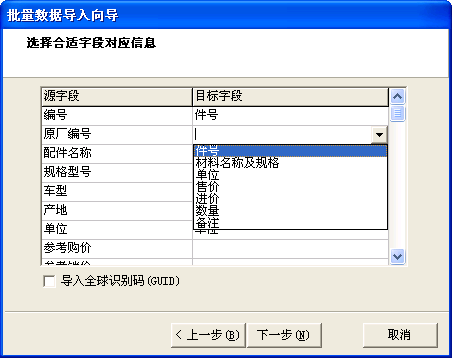 批量数据导入向导
选择合适字段对应信息
源字段 目标字段
编号 件号
原厂编号
配件名称 件号
材料名称及规格
规格型号 单位
车型 售价
进价
产地 数量
备注
单位
参考购价
导入全球识别码(GUID)
< 上一步(B) 下一步(N) 取消